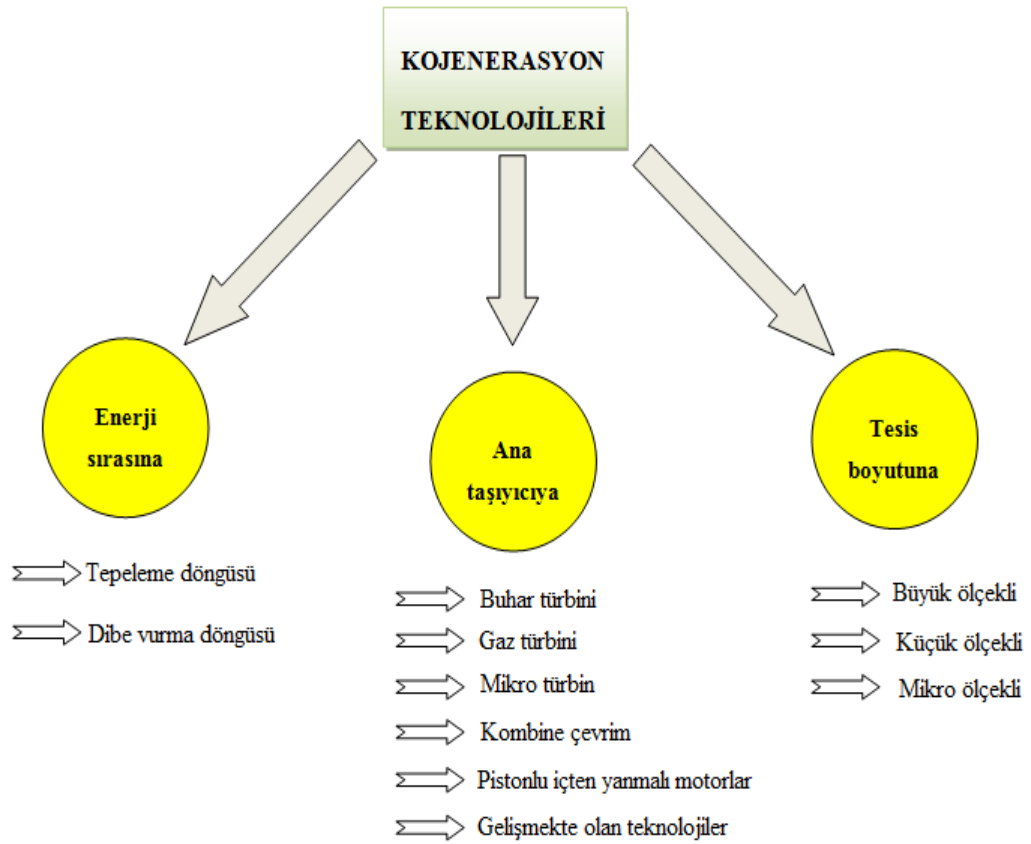 KOJENERASYON
TEKNOLOJİLERİ
Enerji
sırasına
Tepeleme döngüsü
Dibe vurma döngüsü
Ana
taşıyıcıya
Buhar türbini
Gaz türbini
Mikro türbin
Kombine çevrim
Pistonlu içten yanmalı motorlar
Gelişmekte olan teknolojiler
Tesis
boyutuna
Büyük ölçekli
Küçük ölçekli
Mikro ölçekli